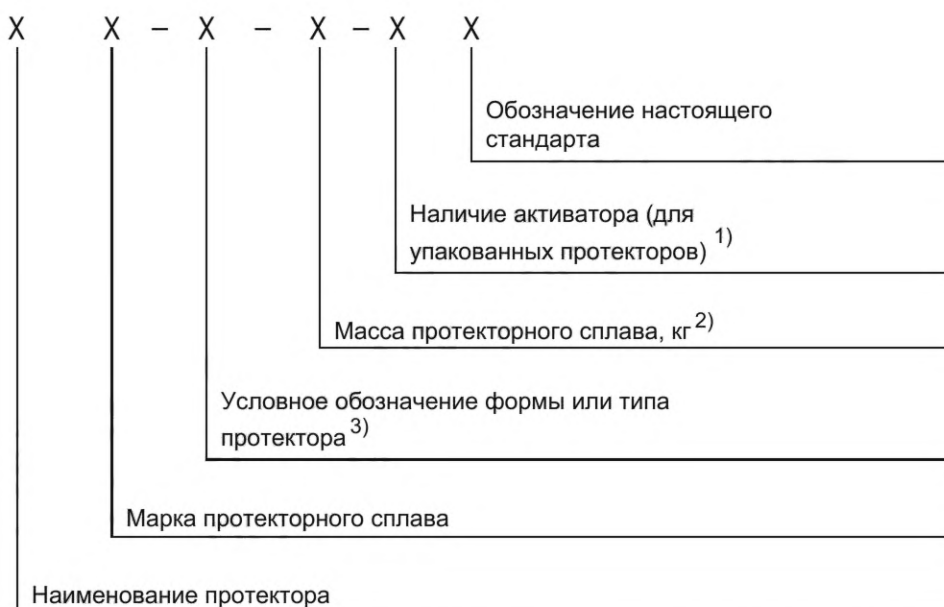 X X – X – X – X X
Обозначение настоящего
стандарта
Наличие активатора (для
упакованных протекторов) 1)
Масса протекторного сплава, кг 2)
Условное обозначение формы или типа
протектора 3)
Марка протекторного сплава
Наименование протектора